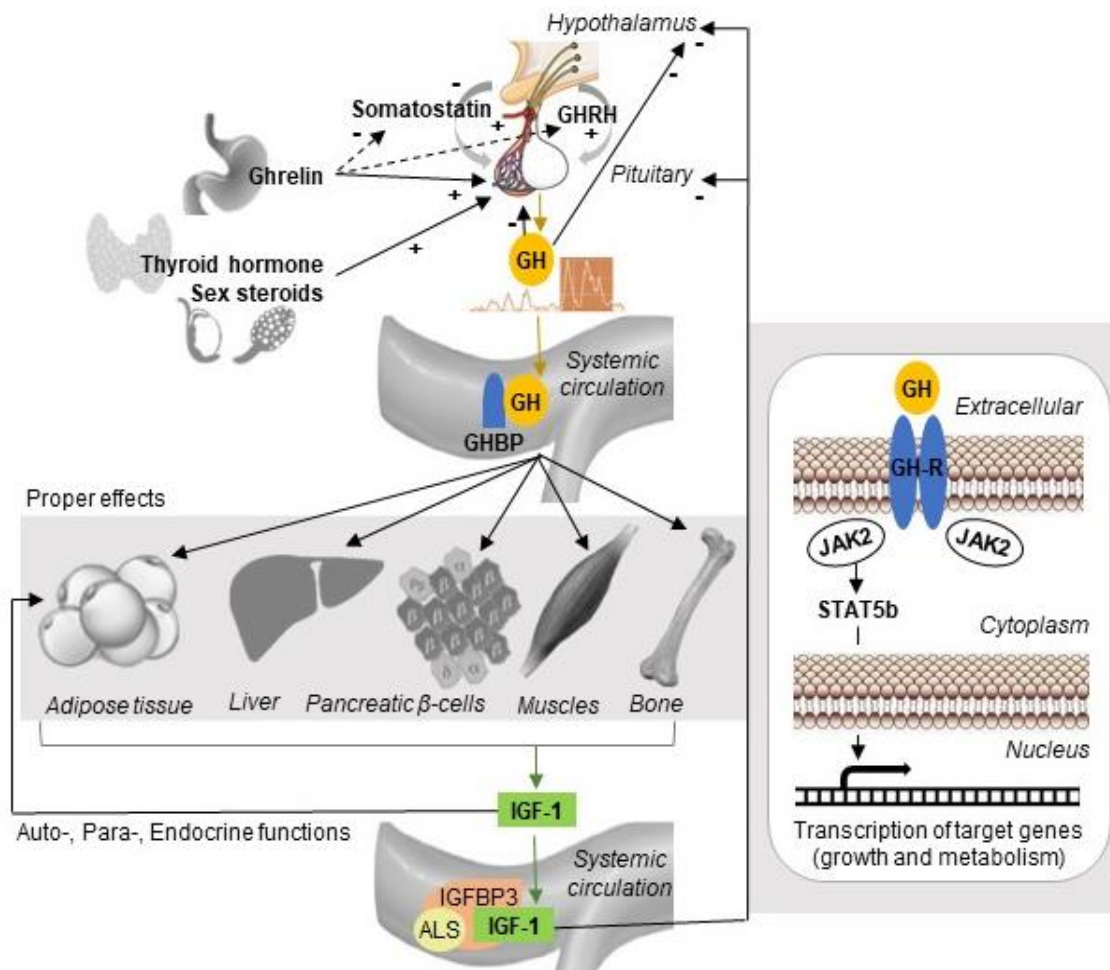 Hypothalamus
-
-
-
Somatostatin
GHRH
+
+
-
Ghrelin
Pituitary
+
-
-
+
Thyroid hormone
Sex steroids
GH
Systemic
circulation
GH
GHBP
Proper effects
Adipose tissue
Liver
Pancreatic β-cells
Muscles
Bone
IGF-1
Auto-, Para-, Endocrine functions
Systemic
circulation
IGFBP3
ALS
IGF-1
GH
Extracellular
GH-R
JAK2
JAK2
STAT5b
Cytoplasm
Nucleus
Transcription of target genes
(growth and metabolism)